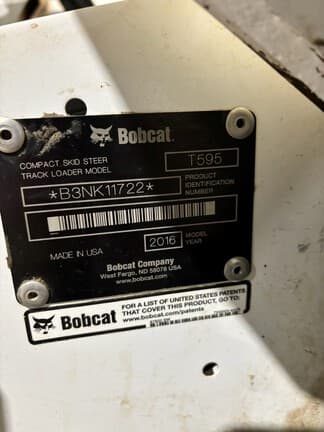 Bobcat.
COMPACT SKID STEER
TRACK LOADER MODEL
T595
*B3NK11722*
PRODUCT
IDENTIFICATION
NUMBER
MADE IN USA
2016
MODEL
YEAR
Bobcat Company
West Fargo, ND 58078 USA
www.bobcat.com
Bobcat
FOR A LIST OF UNITED STATES PATENTS
THAT COVER THIS PRODUCT, GO TO:
www.bobcat.com/patents